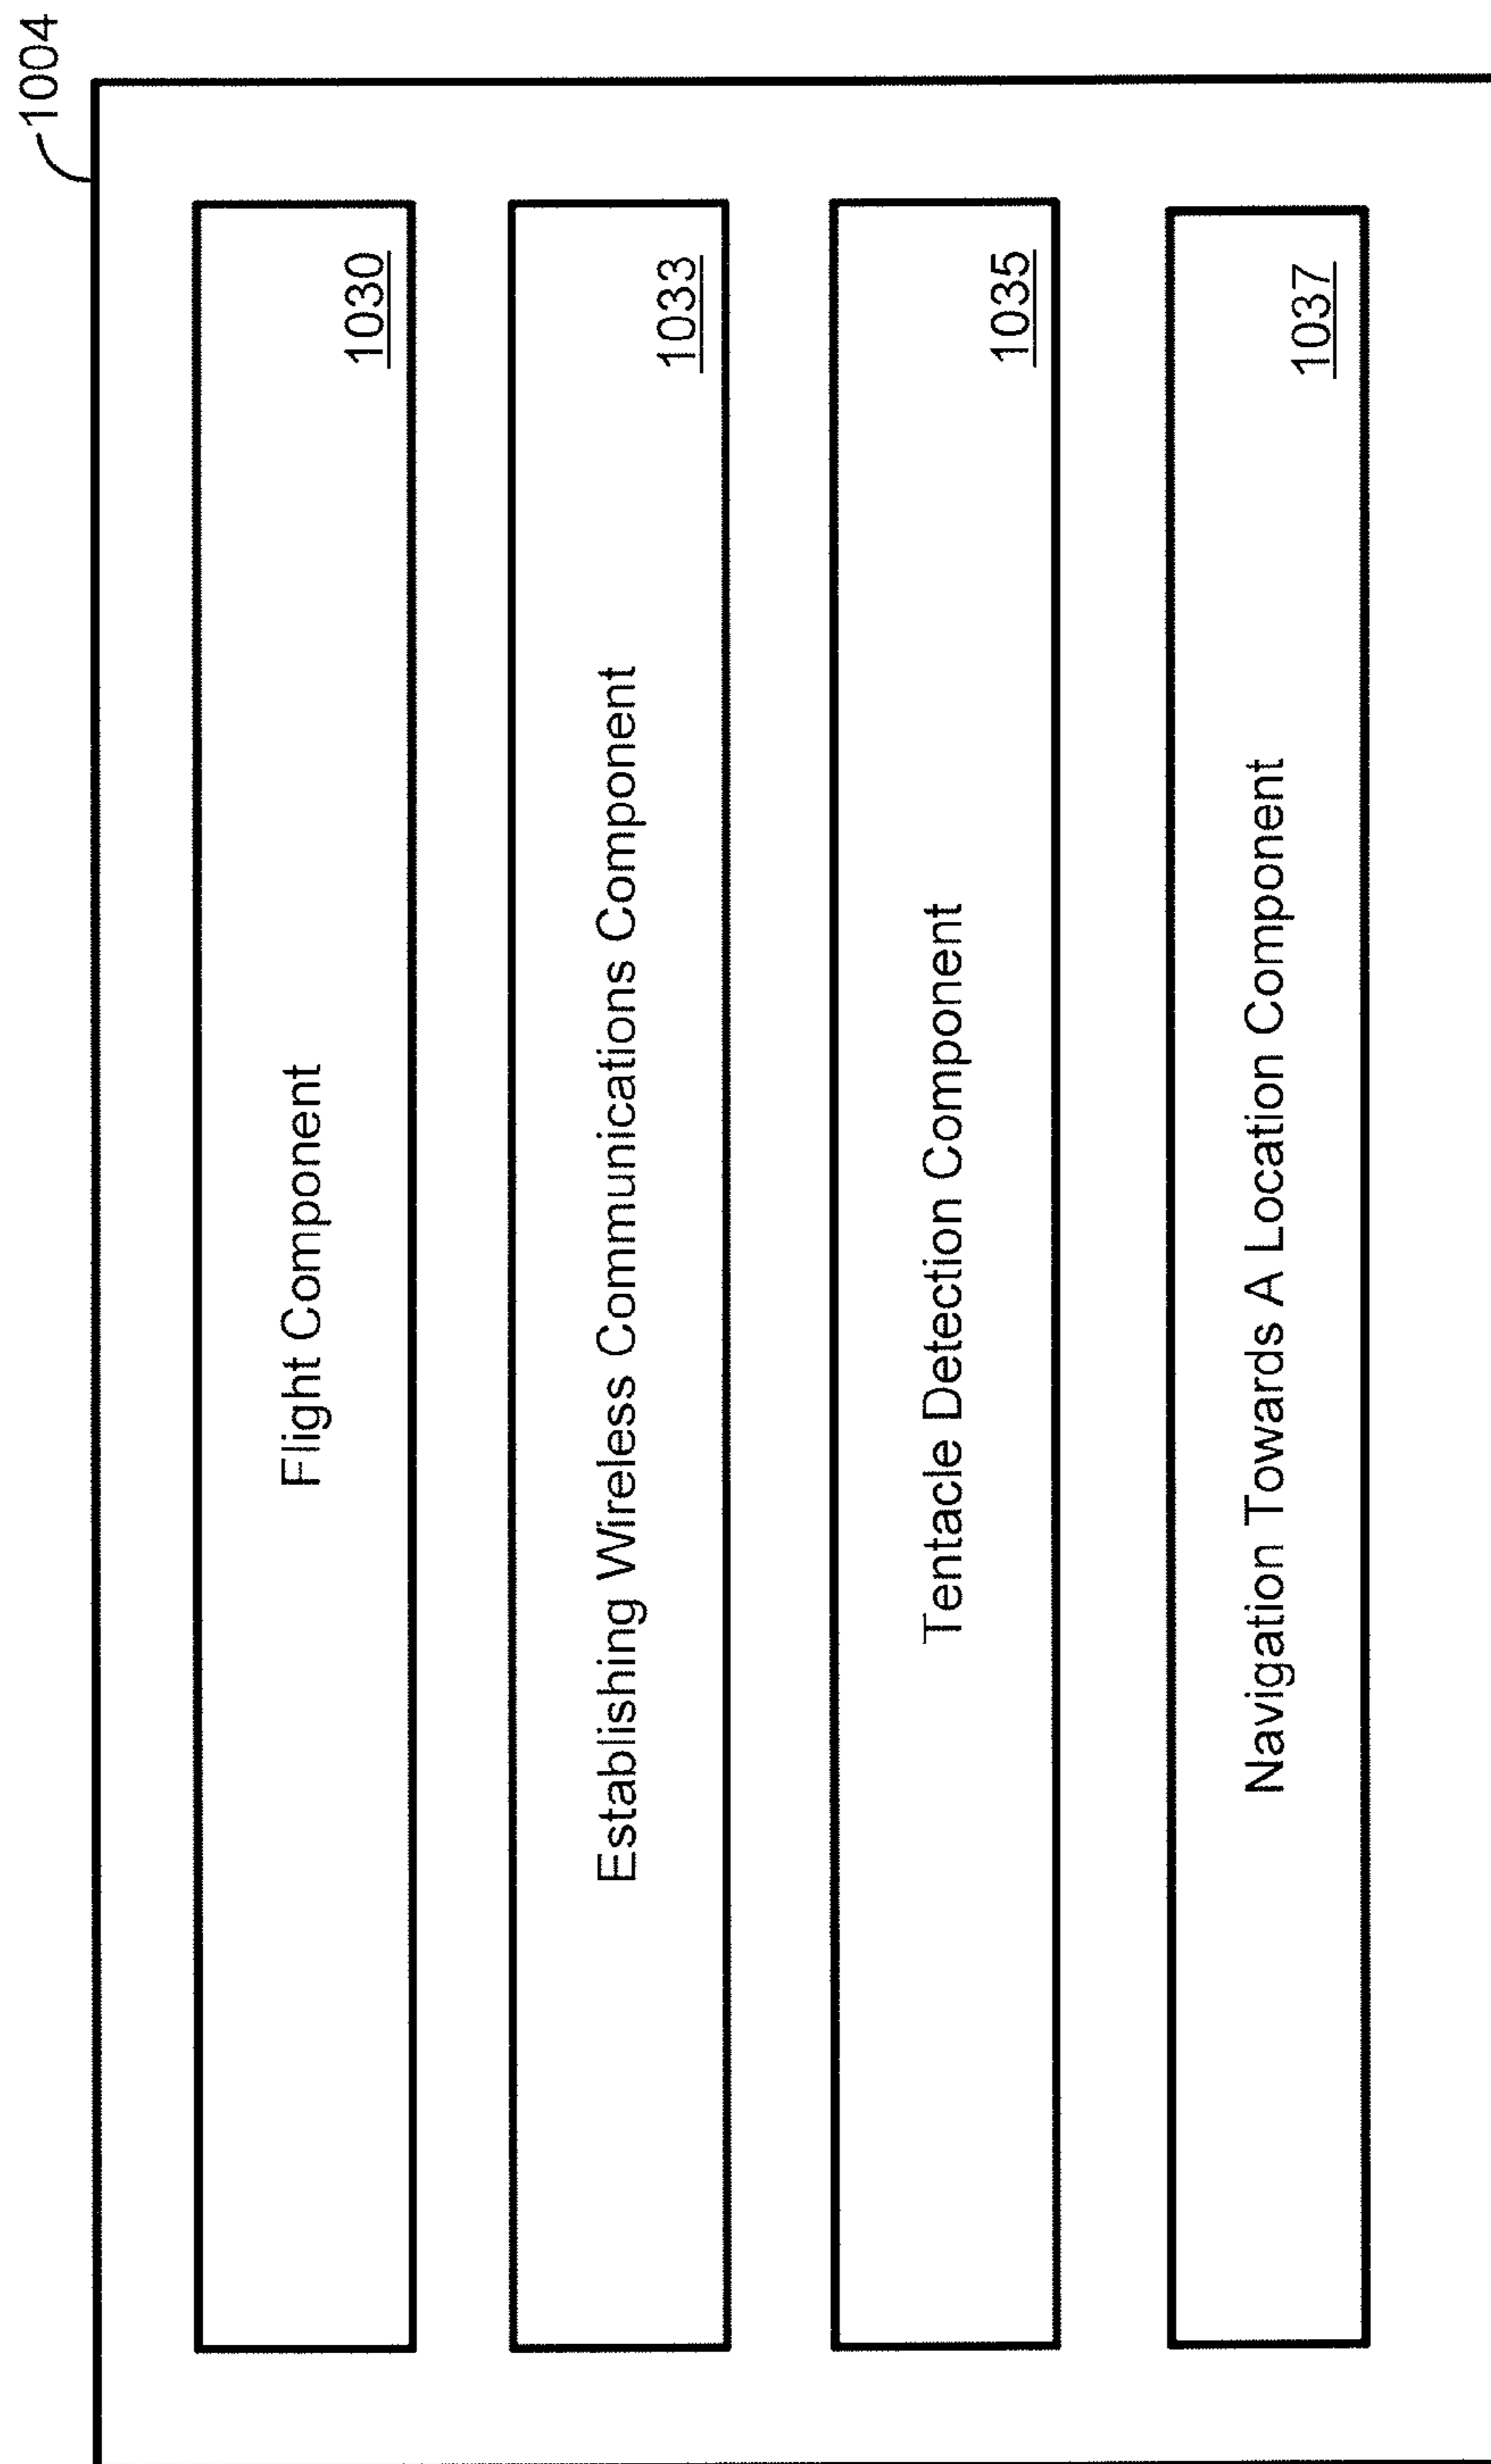 1004
Flight Component
1030
Establishing Wireless Communications Component
1033
Tentacle Detection Component
1035
Navigation Towards A Location Component
1037